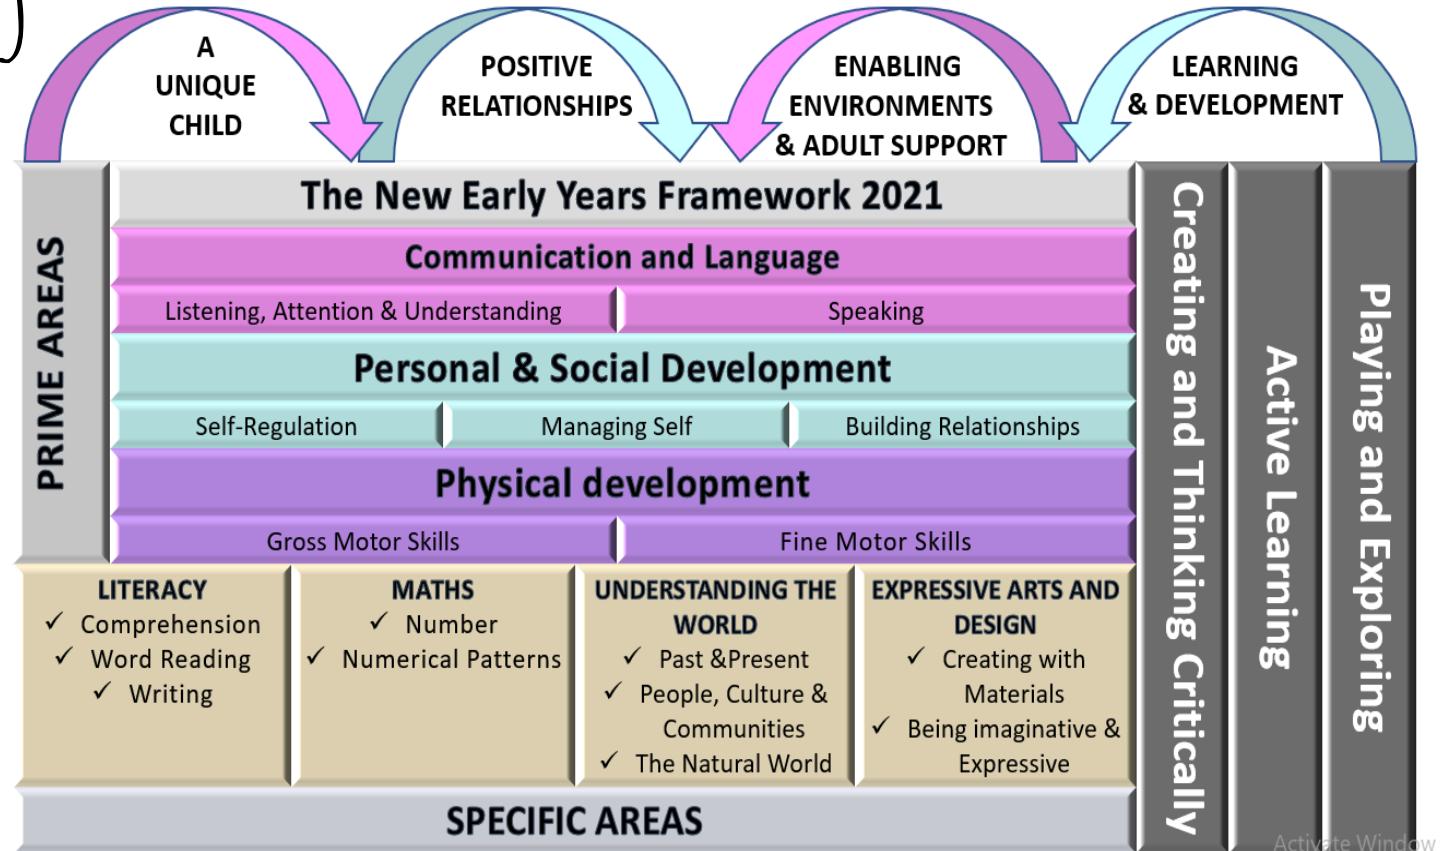 A
UNIQUE
CHILD
POSITIVE
RELATIONSHIPS
ENABLING
ENVIRONMENTS
& ADULT SUPPORT
LEARNING
& DEVELOPMENT
PRIME AREAS
The New Early Years Framework 2021
Communication and Language
Listening, Attention & Understanding
Speaking
Personal & Social Development
Self-Regulation
Managing Self
Building Relationships
Physical development
Gross Motor Skills
Fine Motor Skills
LITERACY
✓ Comprehension
✓ Word Reading
✓ Writing
MATHS
✓ Number
✓ Numerical Patterns
UNDERSTANDING THE
WORLD
✓ Past &Present
✓ People, Culture &
Communities
✓ The Natural World
EXPRESSIVE ARTS AND
DESIGN
✓ Creating with
Materials
✓ Being imaginative &
Expressive
SPECIFIC AREAS
Creating and Thinking Critically
Active Learning
Playing and Exploring
Activate Window